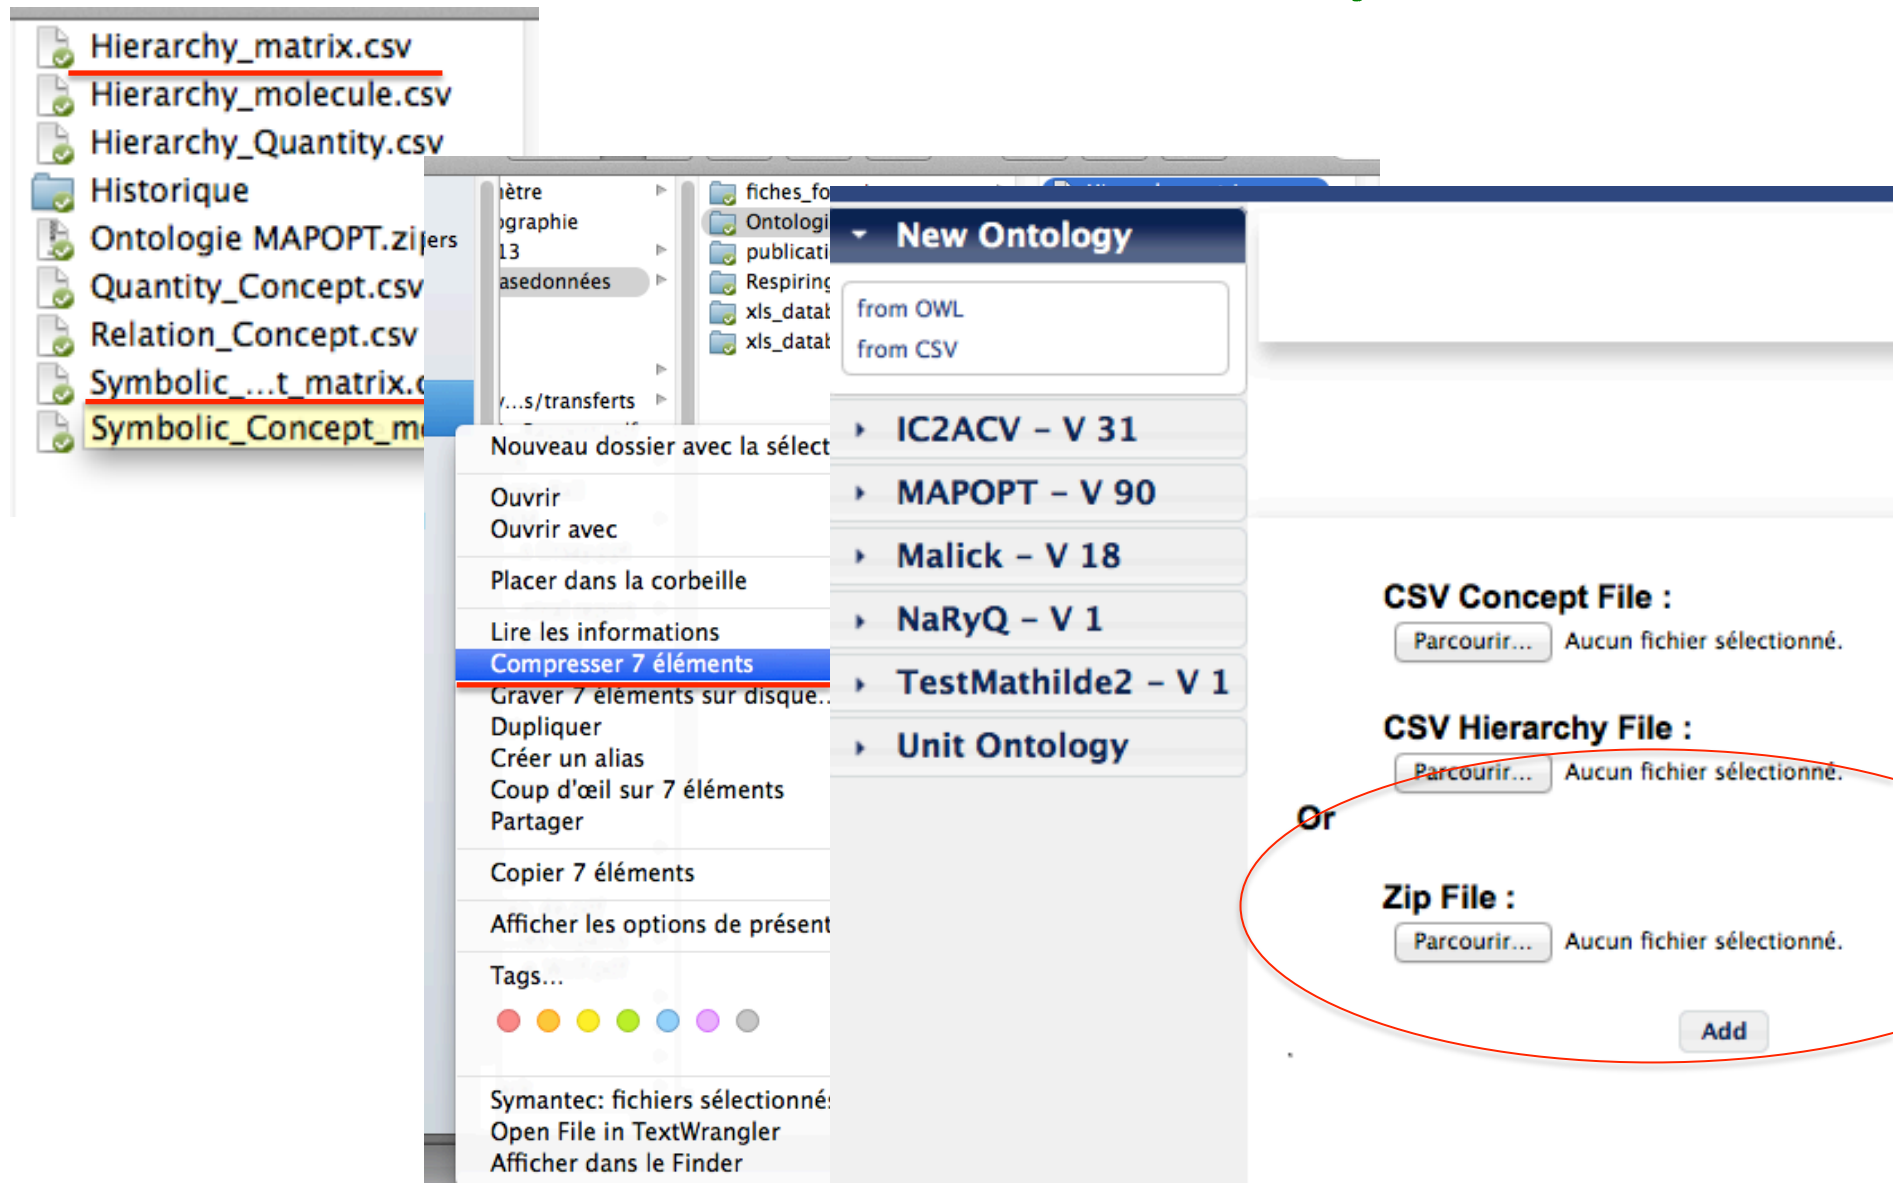 Hierarchy_matrix.csv
Hierarchy_molecule.csv
Hierarchy_Quantity.csv
Historique
Ontologie MAPOPT.zip
Quantity_Concept.csv
Relation_Concept.csv
Symbolic_...t_matrix.c
Symbolic_Concept_m
ers
ètre
ographie
13
asedonnées
...s/transferts
fiches_fo
Ontologi
publicati
Respiring
xls_datab
xls_datab
Nouveau dossier avec la sélect
Ouvrir
Ouvrir avec
Placer dans la corbeille
Lire les informations
Compresser 7 éléments
Graver 7 éléments sur disque..
Dupliquer
Créer un alias
Coup d'œil sur 7 éléments
Partager
Copier 7 éléments
Afficher les options de présent
Tags...
Symantec: fichiers sélectionnés
Open File in TextWrangler
Afficher dans le Finder
New Ontology
from OWL
from CSV
IC2ACV – V 31
MAPOPT – V 90
Malick – V 18
NaRyQ – V 1
TestMathilde2 – V 1
Unit Ontology
CSV Concept File :
Parcourir... Aucun fichier sélectionné.
CSV Hierarchy File :
Parcourir... Aucun fichier sélectionné.
Or
Zip File :
Parcourir... Aucun fichier sélectionné.
Add